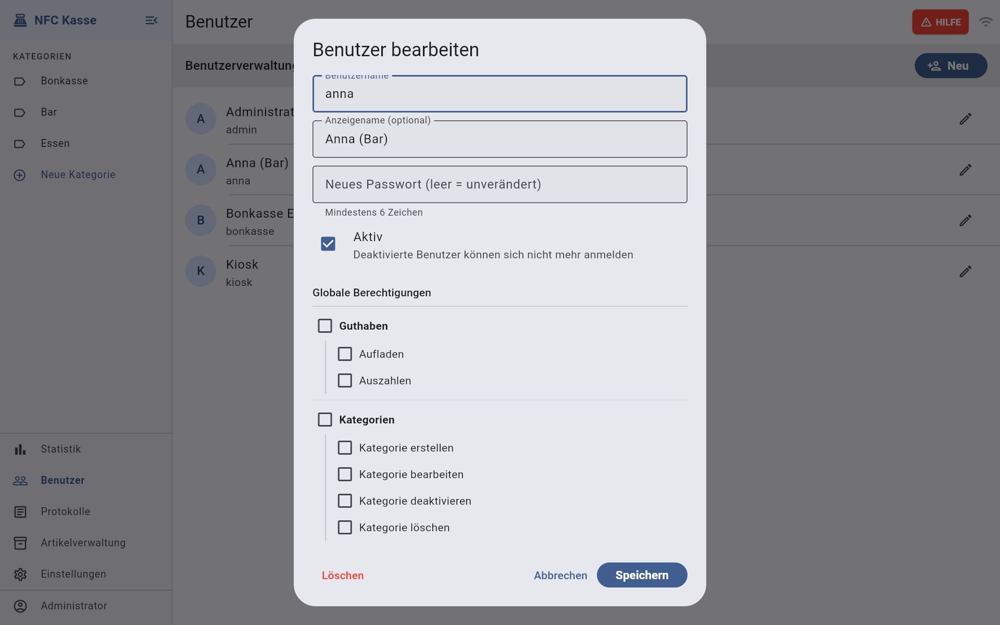 NFC Kasse
KATEGORIEN
Bonkasse
Bar
Essen
Neue Kategorie
Statistik
Benutzer
Protokolle
Artikelverwaltung
Einstellungen
Administrator
Benutzer
HILFE
Benutzerverwaltung
Neu
A
Administrat
admin
A
Anna (Bar)
anna
B
Bonkasse E
bonkasse
K
Kiosk
kiosk
Benutzer bearbeiten
Benutzername
anna
Anzeigename (optional)
Anna (Bar)
Neues Passwort (leer = unverändert)
Mindestens 6 Zeichen
Aktiv
Deaktivierte Benutzer können sich nicht mehr anmelden
Globale Berechtigungen
Guthaben
Aufladen
Auszahlen
Kategorien
Kategorie erstellen
Kategorie bearbeiten
Kategorie deaktivieren
Kategorie löschen
Löschen
Abbrechen
Speichern